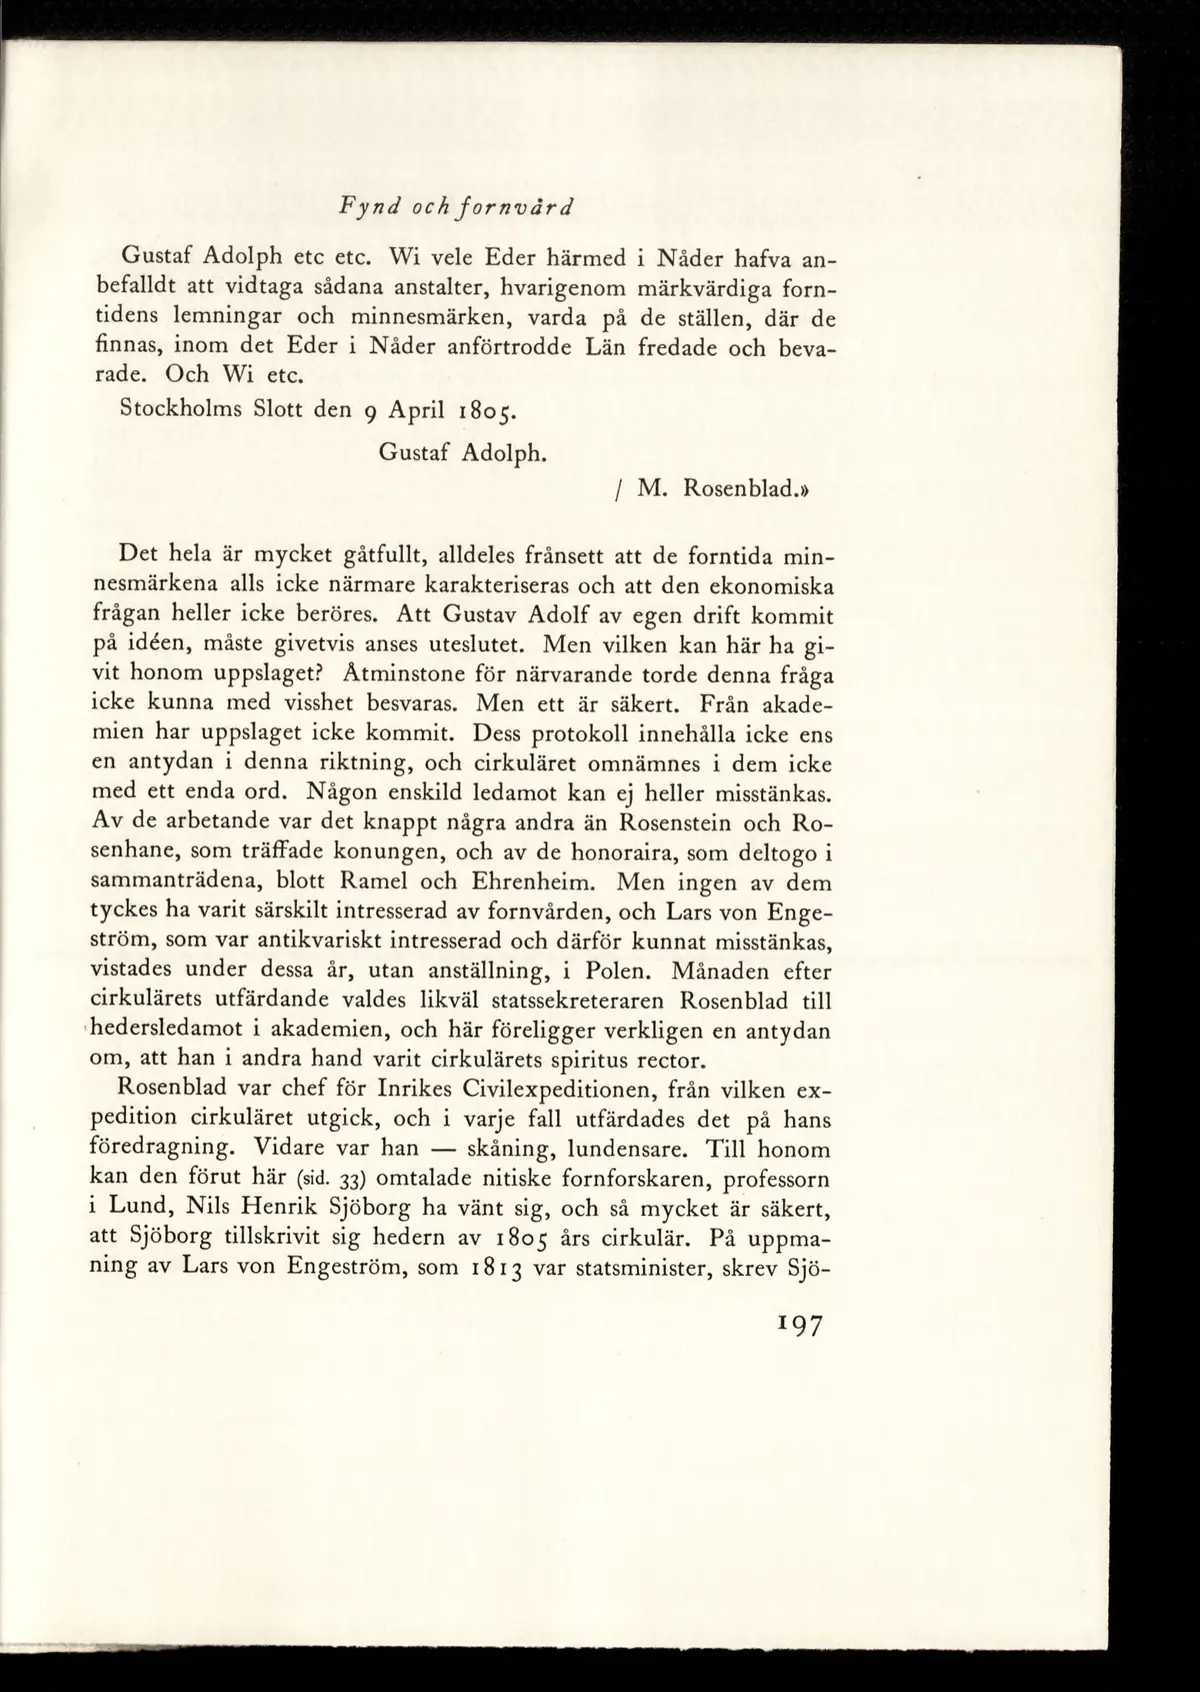 Fynd och fornvård
Gustaf Adolph etc etc. Wi vele Eder härmed i Nåder hafva an-
befalldt att vidtaga sådana anstalter, hvarigenom märkvärdiga forn-
tidens lemningar och minnesmärken, varda på de ställen, där de
finnas, inom det Eder i Nåder anförtrodde Län fredade och beva-
rade. Och Wi etc.
Stockholms Slott den 9 April 1805.
Gustaf Adolph.
/ M. Rosenblad.»
Det hela är mycket gåtfullt, alldeles frånsett att de forntida min-
nesmärkena alls icke närmare karakteriseras och att den ekonomiska
frågan heller icke beröres. Att Gustav Adolf av egen drift kommit
på idéen, måste givetvis anses uteslutet. Men vilken kan här ha gi-
vit honom uppslaget? Åtminstone för närvarande torde denna fråga
icke kunna med visshet besvaras. Men ett är säkert. Från akade-
mien har uppslaget icke kommit. Dess protokoll innehålla icke ens
en antydan i denna riktning, och cirkuläret omnämnes i dem icke
med ett enda ord. Någon enskild ledamot kan ej heller misstänkas.
Av de arbetande var det knappt några andra än Rosenstein och Ro-
senhane, som träffade konungen, och av de honoraira, som deltogo i
sammanträdena, blott Ramel och Ehrenheim. Men ingen av dem
tyckes ha varit särskilt intresserad av fornvården, och Lars von Enge-
ström, som var antikvariskt intresserad och därför kunnat misstänkas,
vistades under dessa år, utan anställning, i Polen. Månaden efter
cirkulärets utfärdande valdes likväl statssekreteraren Rosenblad till
hedersledamot i akademien, och här föreligger verkligen en antydan
om, att han i andra hand varit cirkulärets spiritus rector.
Rosenblad var chef för Inrikes Civilexpeditionen, från vilken ex-
pedition cirkuläret utgick, och i varje fall utfärdades det på hans
föredragning. Vidare var han — skåning, lundensare. Till honom
kan den förut här (sid. 33) omtalade nitiske fornforskaren, professorn
i Lund, Nils Henrik Sjöborg ha vänt sig, och så mycket är säkert,
att Sjöborg tillskrivit sig hedern av 1805 års cirkulär. På uppma-
ning av Lars von Engeström, som 1813 var statsminister, skrev Sjö-
197